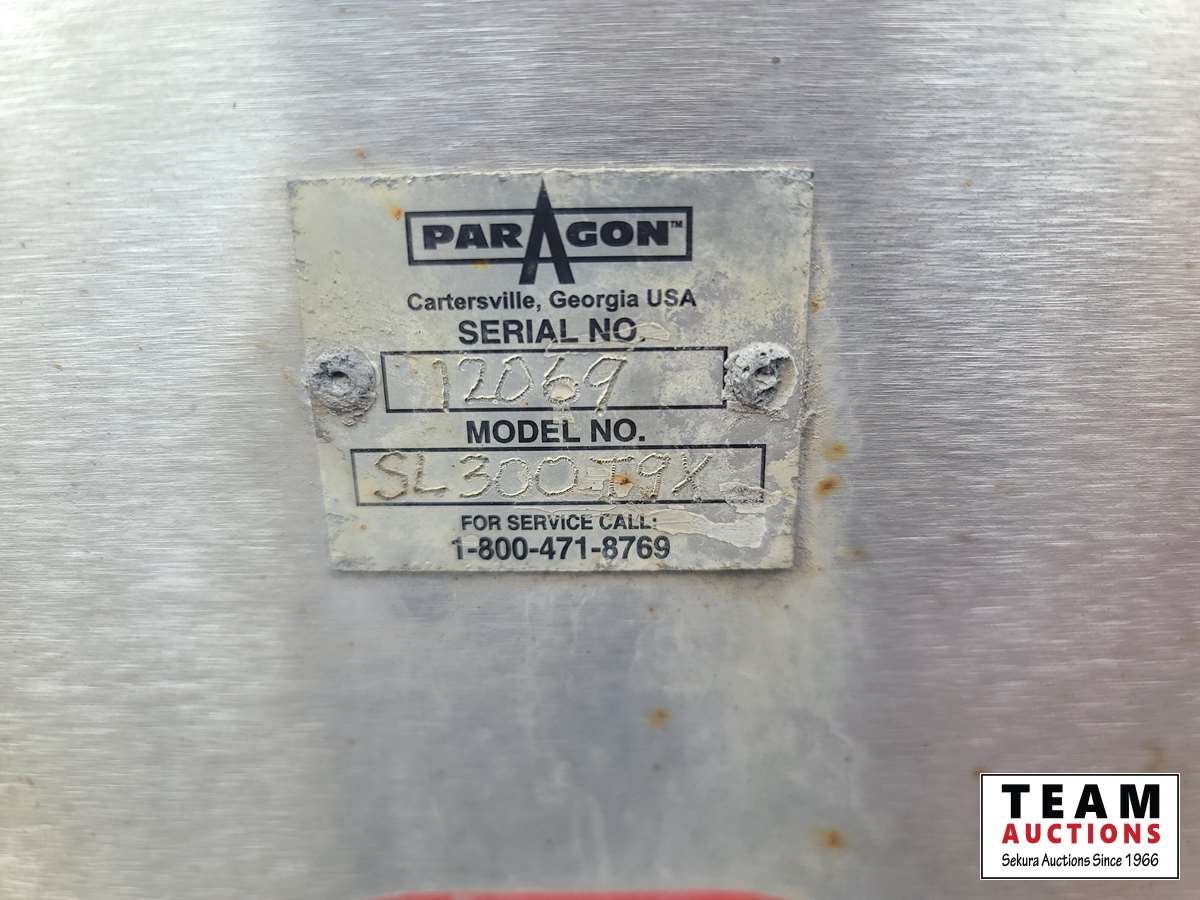 PARAGON™
Cartersville, Georgia USA
SERIAL NO.
12069
MODEL NO.
SL300T9X
FOR SERVICE CALL:
1-800-471-8769
TEAM
AUCTIONS
Sekura Auctions Since 1966